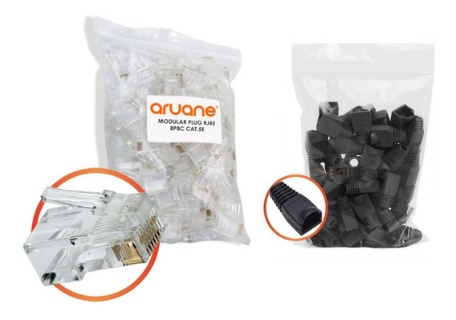 aruane®
MODULAR PLUG RJ45
8P8C CAT.5E